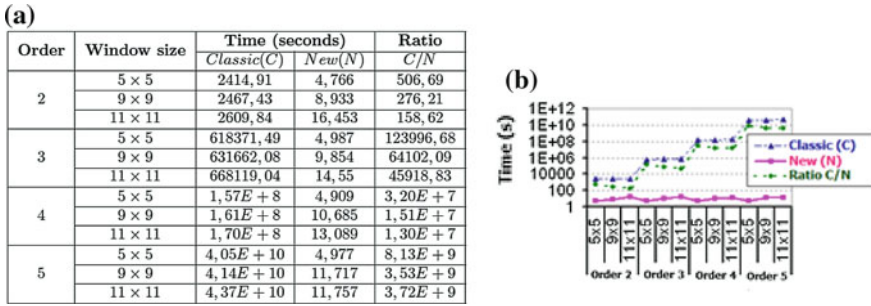 (a)
Order Window size Time (seconds) Ratio
Classic(C) New(N) C/N
2 5 × 5 2414,91 4,766 506,69
9 × 9 2467,43 8,933 276,21
11 × 11 2609,84 16,453 158,62
3 5 × 5 618371,49 4,987 123996,68
9 × 9 631662,08 9,854 64102,09
11 × 11 668119,04 14,55 45918,83
4 5 × 5 1,57E + 8 4,909 3,20E + 7
9 × 9 1,61E + 8 10,685 1,51E + 7
11 × 11 1,70E + 8 13,089 1,30E + 7
5 5 × 5 4,05E + 10 4,977 8,13E + 9
9 × 9 4,14E + 10 11,717 3,53E + 9
11 × 11 4,37E + 10 11,757 3,72E + 9
(b)
Time (s)
1E+12
1E+10
1E+08
1E+06
10000
100
1
Classic (C)
New (N)
Ratio C/N
5x5 9x9 11x11 5x5 9x9 11x11 5x5 9x9 11x11 5x5 9x9 11x11
Order 2 Order 3 Order 4 Order 5